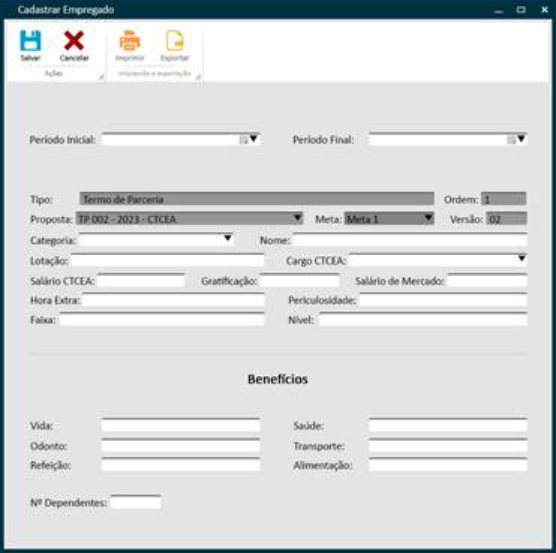 Cadastrar Empregado
Salvar Cancelar Imprimir Exportar
Ações Impressão e exportação
Período Inicial: Período Final:
Tipo: Termo de Parceria Ordem: 1
Proposta: TP 002 - 2023 - CTCEA Meta: Meta 1 Versão: 02
Categoria: Nome:
Lotação: Cargo CTCEA:
Salário CTCEA: Gratificação: Salário de Mercado:
Hora Extra: Periculosidade:
Faixa: Nível:
Benefícios
Vida: Saúde:
Odonto: Transporte:
Refeição: Alimentação:
Nº Dependentes: